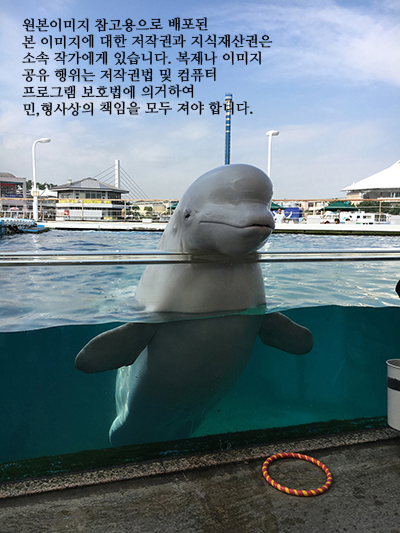 원본이미지 참고용으로 배포된
본 이미지에 대한 저작권과 지식재산권은
소속 작가에게 있습니다. 복제나 이미지
공유 행위는 저작권법 및 컴퓨터
프로그램 보호법에 의거하여
민,형사상의 책임을 모두 져야 합니다.